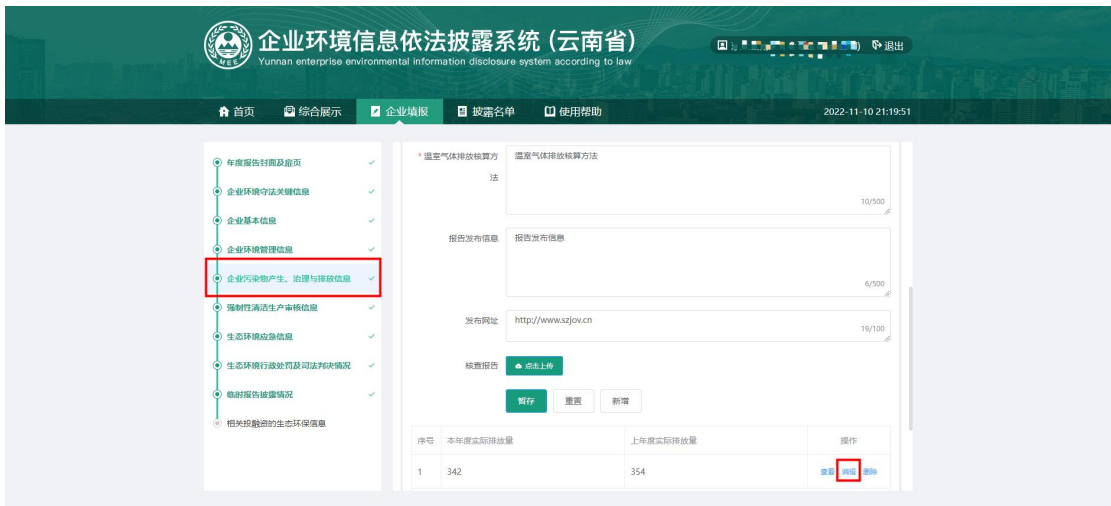 企业环境信息依法披露系统 (云南省)
Yunnan enterprise environmental information disclosure system according to law
MEE
退出
首页 综合展示 企业填报 披露名单 使用帮助 2022-11-10 21:19:51
年度报告封面及扉页
企业环境守法关键信息
企业基本信息
企业环境管理信息
企业污染物产生、治理与排放信息
强制性清洁生产审核信息
生态环境应急信息
生态环境行政处罚及司法判决情况
临时报告披露情况
相关投融资的生态环保信息
* 温室气体排放核算方
法
温室气体排放核算方法
10/500
报告发布信息 报告发布信息
6/500
发布网址 http://www.szjov.cn
19/100
核查报告 点击上传
暂存 重置 新增
序号 本年度实际排放量 上年度实际排放量 操作
1 342 354 查看 编辑 删除